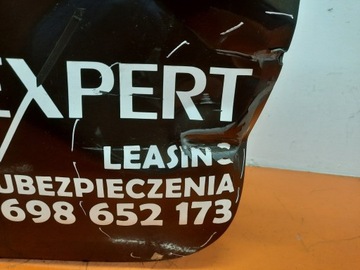 EXPERT
LEASING
UBEZPIECZENIA
698 652 173